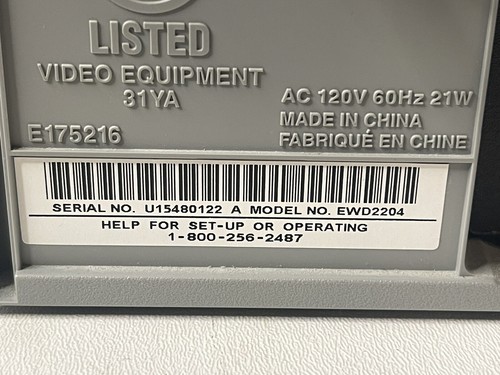 LISTED
VIDEO EQUIPMENT
31YA
E175216
AC 120V 60Hz 21W
MADE IN CHINA
FABRIQUÉ EN CHINE
SERIAL NO. U15480122 A MODEL NO. EWD2204
HELP FOR SET-UP OR OPERATING
1-800-256-2487